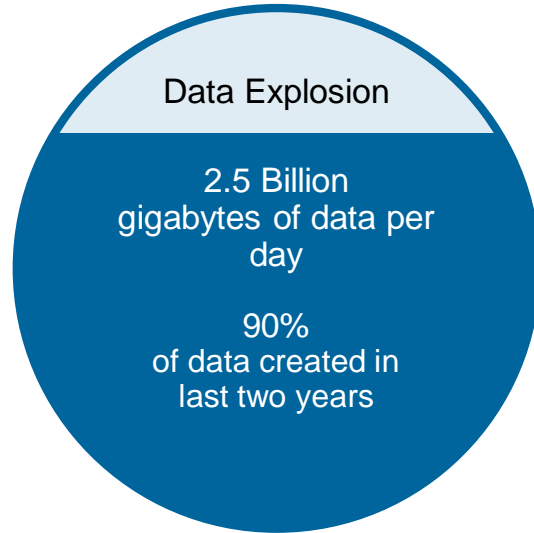 Data Explosion
2.5 Billion
gigabytes of data per
day
90%
of data created in
last two years